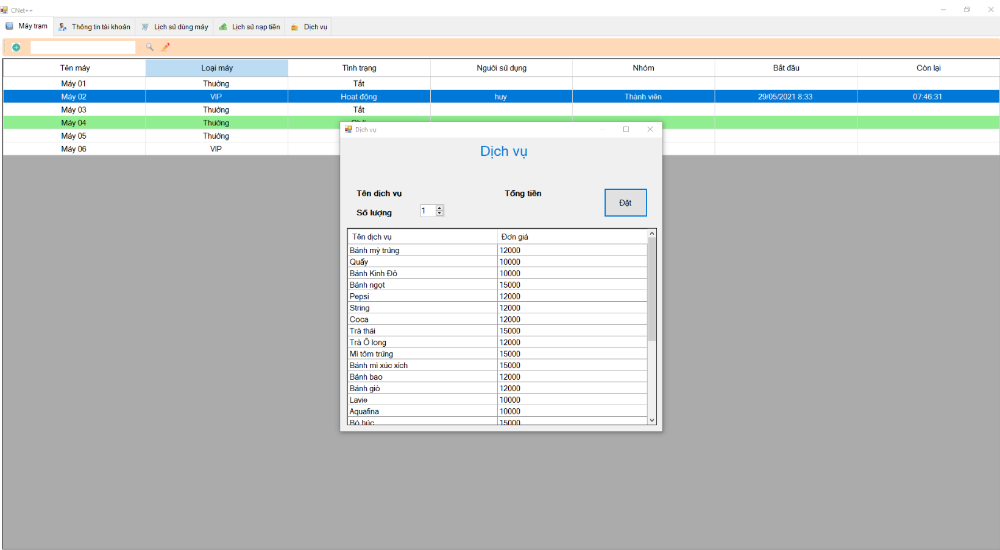 CNet++
Máy trạm Thông tin tài khoản Lịch sử dùng máy Lịch sử nạp tiền Dịch vụ
Tên máy Loại máy Tình trạng Người sử dụng Nhóm Bắt đầu Còn lại
Máy 01 Thường Tắt
Máy 02 VIP Hoạt động huy Thành viên 29/05/2021 8:33 07:46:31
Máy 03 Thường Tắt
Máy 04 Thường
Máy 05 Thường
Máy 06 VIP
Dịch vụ
Dịch vụ
Tên dịch vụ Tổng tiền
Đặt
Số lượng 1
Tên dịch vụ Đơn giá
Bánh mỳ trứng 12000
Quẩy 10000
Bánh Kinh Đô 10000
Bánh ngọt 15000
Pepsi 12000
String 12000
Coca 12000
Trà thái 15000
Trà Ô long 12000
Mì tôm trứng 15000
Bánh mì xúc xích 15000
Bánh bao 12000
Bánh giò 12000
Lavie 10000
Aquafina 10000
Bò húc 15000